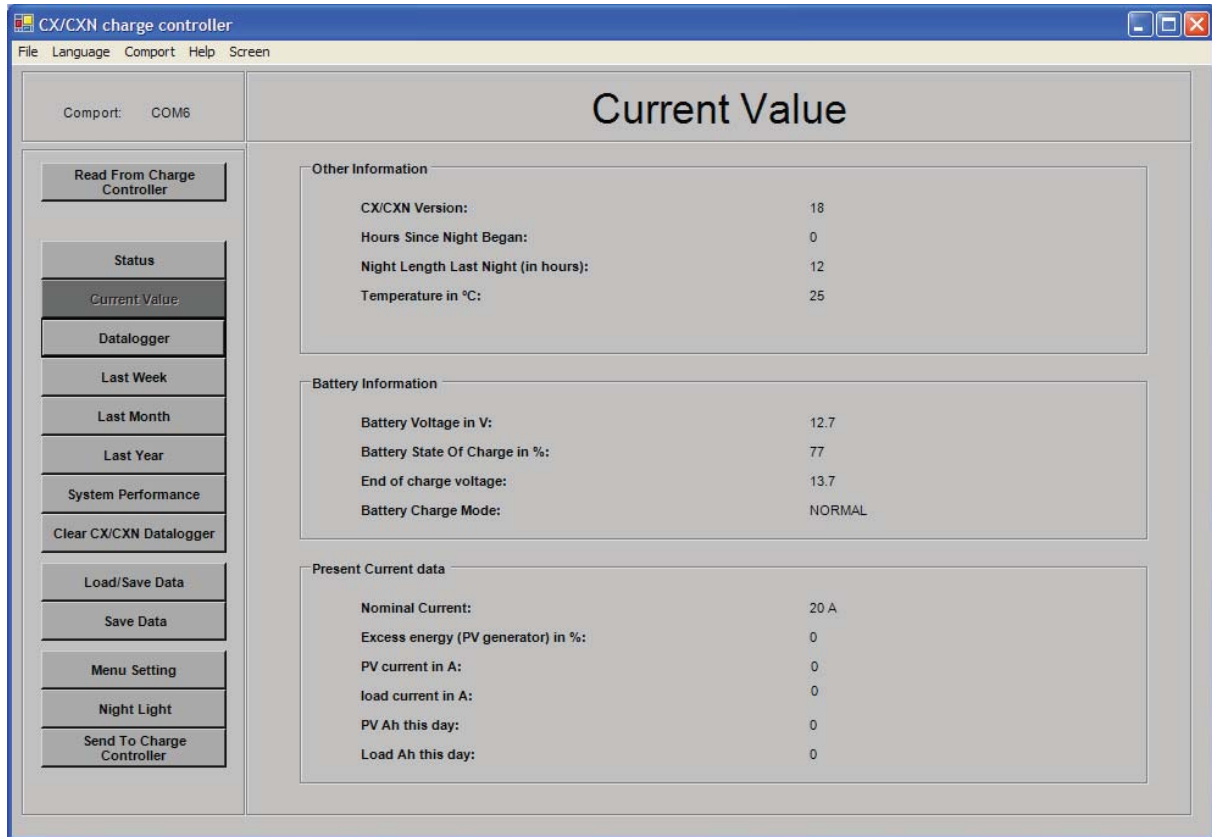 CX/CXN charge controller
File Language Comport Help Screen
Comport: COM6
Current Value
Read From Charge
Controller
Status
Current Value
Datalogger
Last Week
Last Month
Last Year
System Performance
Clear CX/CXN Datalogger
Load/Save Data
Save Data
Menu Setting
Night Light
Send To Charge
Controller
Other Information
CX/CXN Version: 18
Hours Since Night Began: 0
Night Length Last Night (in hours): 12
Temperature in ºC: 25
Battery Information
Battery Voltage in V: 12.7
Battery State Of Charge in %: 77
End of charge voltage: 13.7
Battery Charge Mode: NORMAL
Present Current data
Nominal Current: 20 A
Excess energy (PV generator) in %: 0
PV current in A: 0
load current in A: 0
PV Ah this day: 0
Load Ah this day: 0